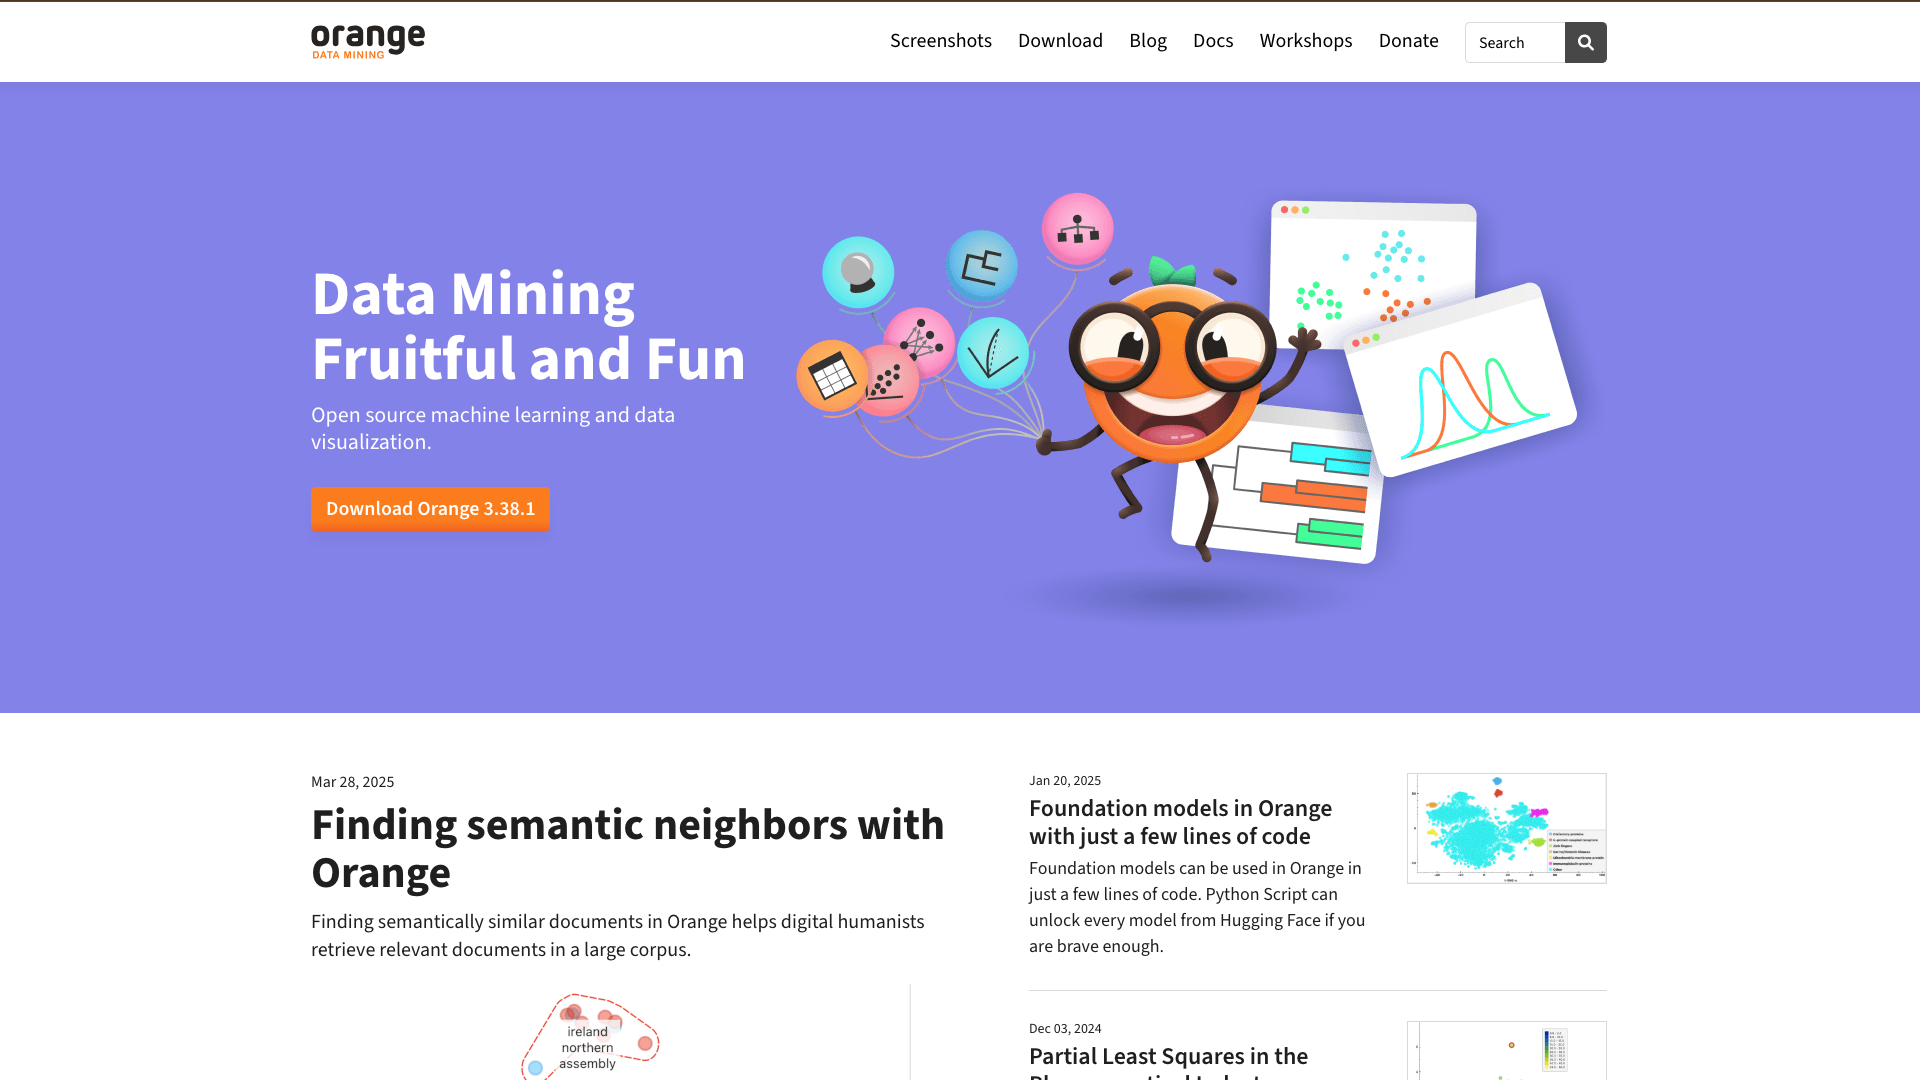 orange
DATA MINING
Screenshots Download Blog Docs Workshops Donate Search
Data Mining
Fruitful and Fun
Open source machine learning and data
visualization.
Download Orange 3.38.1
Mar 28, 2025
Finding semantic neighbors with
Orange
Finding semantically similar documents in Orange helps digital humanists
retrieve relevant documents in a large corpus.
ireland
northern
assembly
Jan 20, 2025
Foundation models in Orange
with just a few lines of code
Foundation models can be used in Orange in
just a few lines of code. Python Script can
unlock every model from Hugging Face if you
are brave enough.
Dec 03, 2024
Partial Least Squares in the